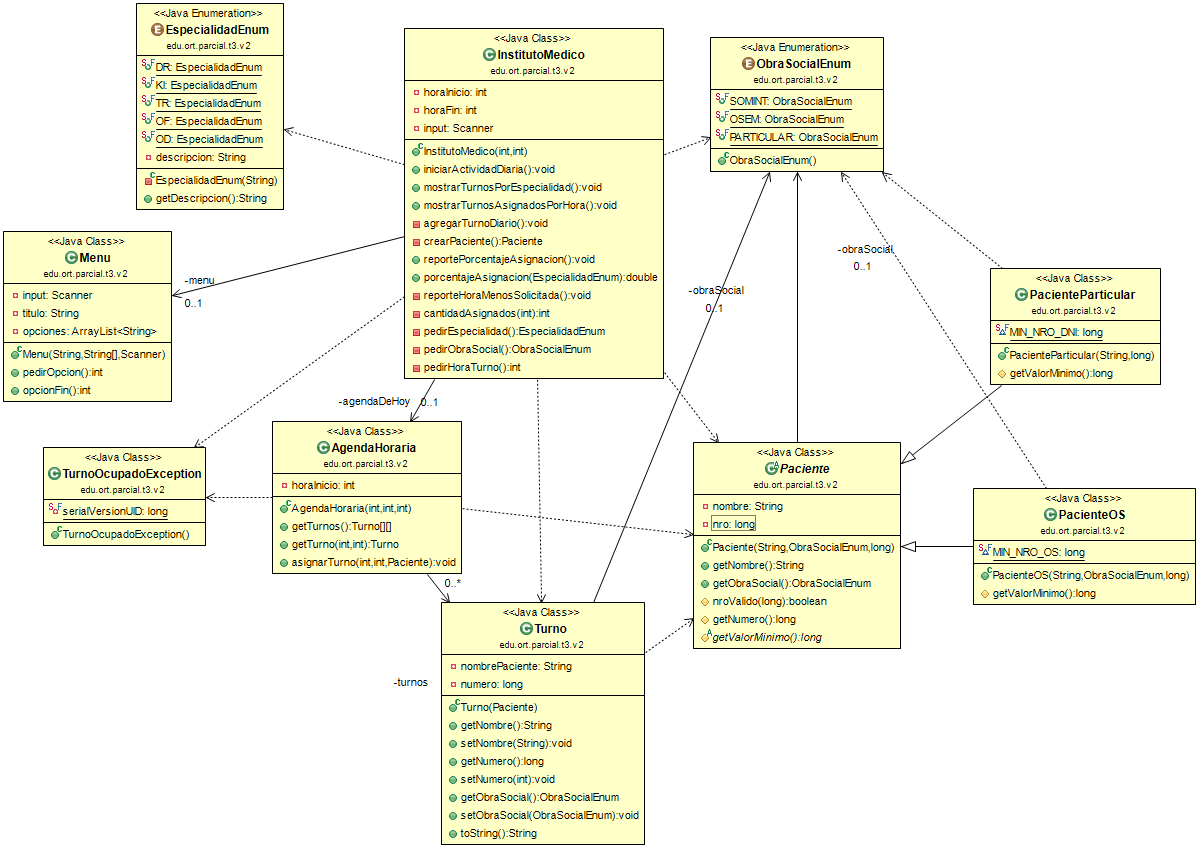 <<Java Enumeration>>
EspecialidadEnum
edu.ort.parcial.t3.v2
DR: EspecialidadEnum
KI: EspecialidadEnum
TR: EspecialidadEnum
OF: EspecialidadEnum
OD: EspecialidadEnum
descripcion: String
EspecialidadEnum(String)
getDescripcion():String
<<Java Class>>
InstitutoMedico
edu.ort.parcial.t3.v2
horaInicio: int
horaFin: int
input: Scanner
InstitutoMedico(int,int)
iniciarActividadDiaria():void
mostrarTurnosPorEspecialidad():void
mostrarTurnosAsignadosPorHora():void
agregarTurnoDiario():void
crearPaciente():Paciente
reportePorcentajeAsignacion():void
porcentajeAsignacion(EspecialidadEnum):double
reporteHoraMenosSolicitada():void
cantidadAsignados(int):int
pedirEspecialidad():EspecialidadEnum
pedirObraSocial():ObraSocialEnum
pedirHoraTurno():int
<<Java Enumeration>>
ObraSocialEnum
edu.ort.parcial.t3.v2
SOMINT: ObraSocialEnum
OSEM: ObraSocialEnum
PARTICULAR: ObraSocialEnum
ObraSocialEnum()
<<Java Class>>
Menu
edu.ort.parcial.t3.v2
input: Scanner
titulo: String
opciones: ArrayList<String>
Menu(String,String[],Scanner)
pedirOpcion():int
opcionFin():int
-menu
0..1
-obraSocial
0..1
-obraSocial
0..1
<<Java Class>>
PacienteParticular
edu.ort.parcial.t3.v2
MIN_NRO_DNI: long
PacienteParticular(String,long)
getValorMinimo():long
-agendaDeHoy
0..1
<<Java Class>>
TurnoOcupadoException
edu.ort.parcial.t3.v2
serialVersionUID: long
TurnoOcupadoException()
<<Java Class>>
AgendaHoraria
edu.ort.parcial.t3.v2
horaInicio: int
AgendaHoraria(int,int,int)
getTurnos():Turno[][]
getTurno(int,int):Turno
asignarTurno(int,int,Paciente):void
<<Java Class>>
Paciente
edu.ort.parcial.t3.v2
nombre: String
nro: long
Paciente(String,ObraSocialEnum,long)
getNombre():String
getObraSocial():ObraSocialEnum
nroValido(long):boolean
getNumero():long
getValorMinimo():long
<<Java Class>>
PacienteOS
edu.ort.parcial.t3.v2
MIN_NRO_OS: long
PacienteOS(String,ObraSocialEnum,long)
getValorMinimo():long
0..*
-turnos
<<Java Class>>
Turno
edu.ort.parcial.t3.v2
nombrePaciente: String
numero: long
Turno(Paciente)
getNombre():String
setNombre(String):void
getNumero():long
setNumero(int):void
getObraSocial():ObraSocialEnum
setObraSocial(ObraSocialEnum):void
toString():String